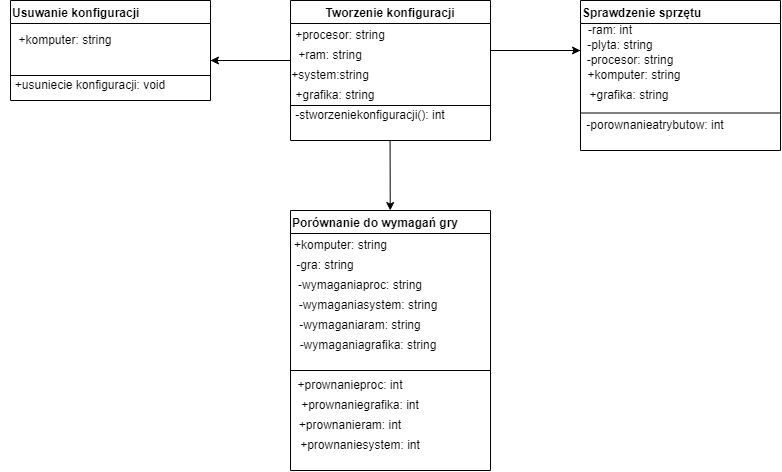 Usuwanie konfiguracji
+komputer: string
+usuniecie konfiguracji: void
Tworzenie konfiguracji
+procesor: string
+ram: string
+system:string
+grafika: string
-stworzeniekonfiguracji(): int
Sprawdzenie sprzętu
-ram: int
-plyta: string
-procesor: string
+komputer: string
+grafika: string
-porownanieatrybutow: int
Porównanie do wymagań gry
+komputer: string
-gra: string
-wymaganiaproc: string
-wymaganiasystem: string
-wymaganiaram: string
-wymaganiagrafika: string
+prownanieproc: int
+prownaniegrafika: int
+prownanieram: int
+prownaniesystem: int